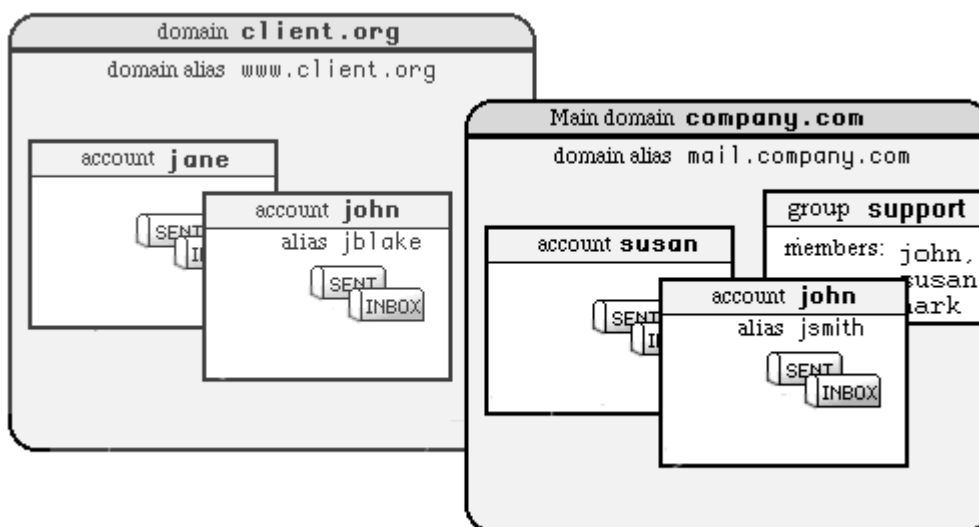 domain client.org
domain alias www.client.org
account jane
SENT
account john
alias jblake
SENT
INBOX
Main domain company.com
domain alias mail.company.com
group support
members: john,
susan
account susan
SENT
account john
alias jsmith
SENT
INBOX